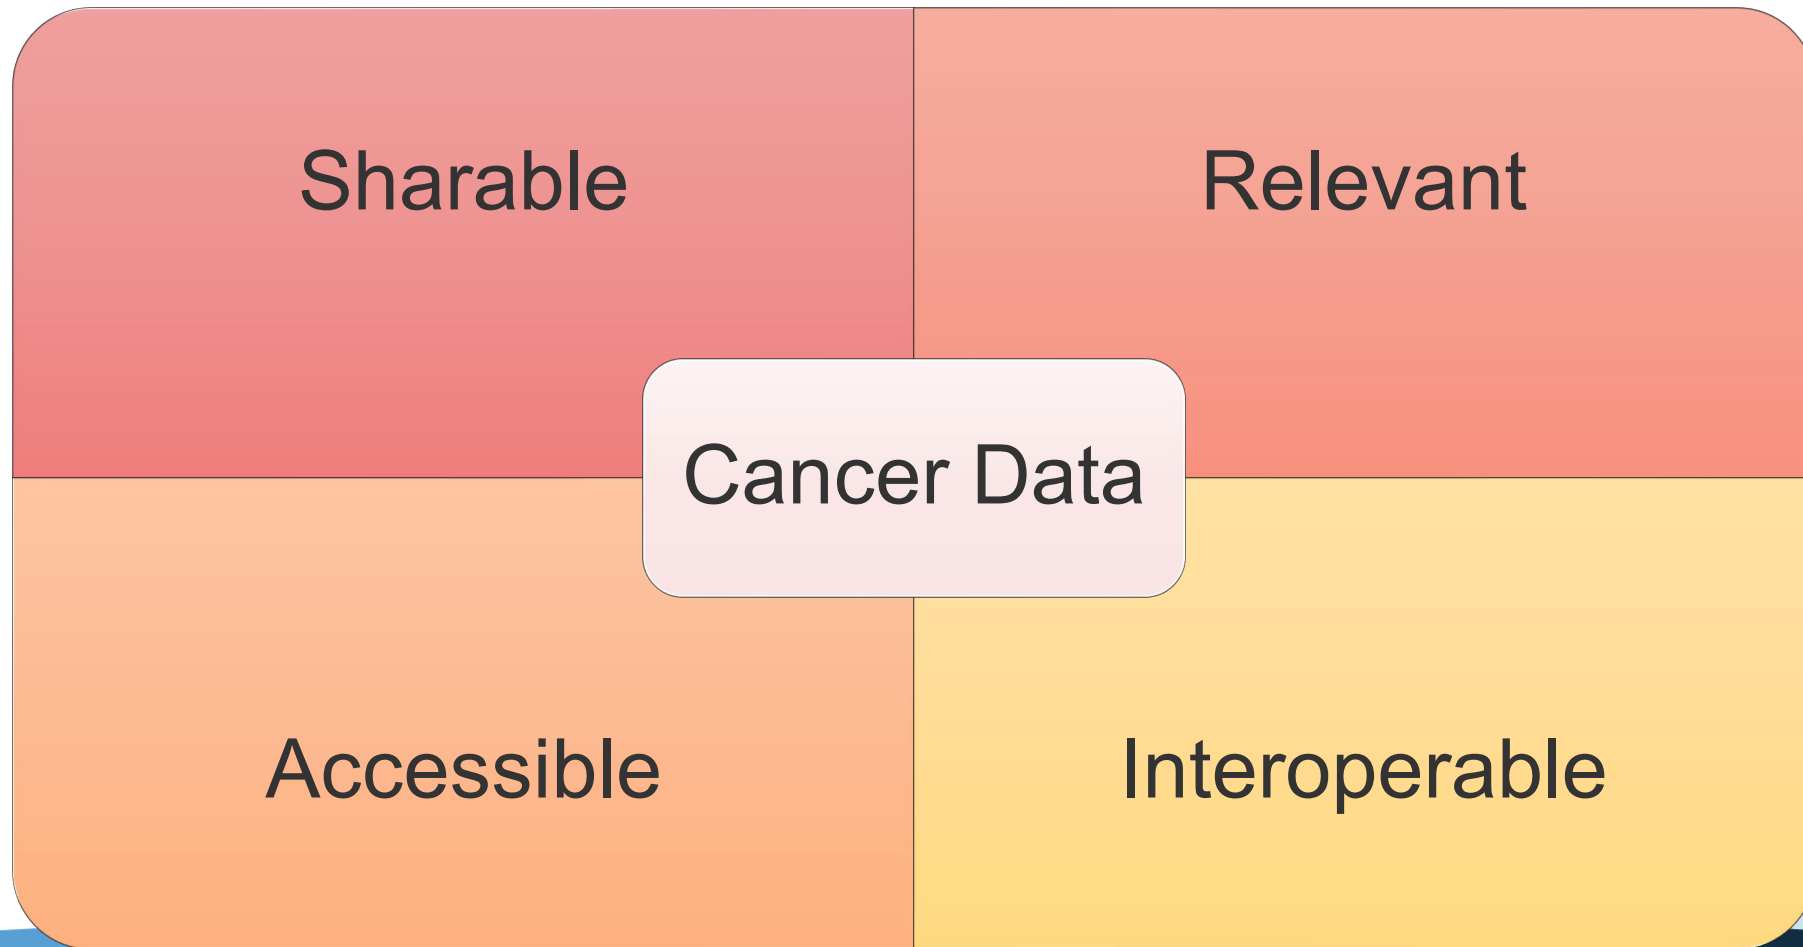 Sharable
Relevant
Cancer Data
Accessible
Interoperable